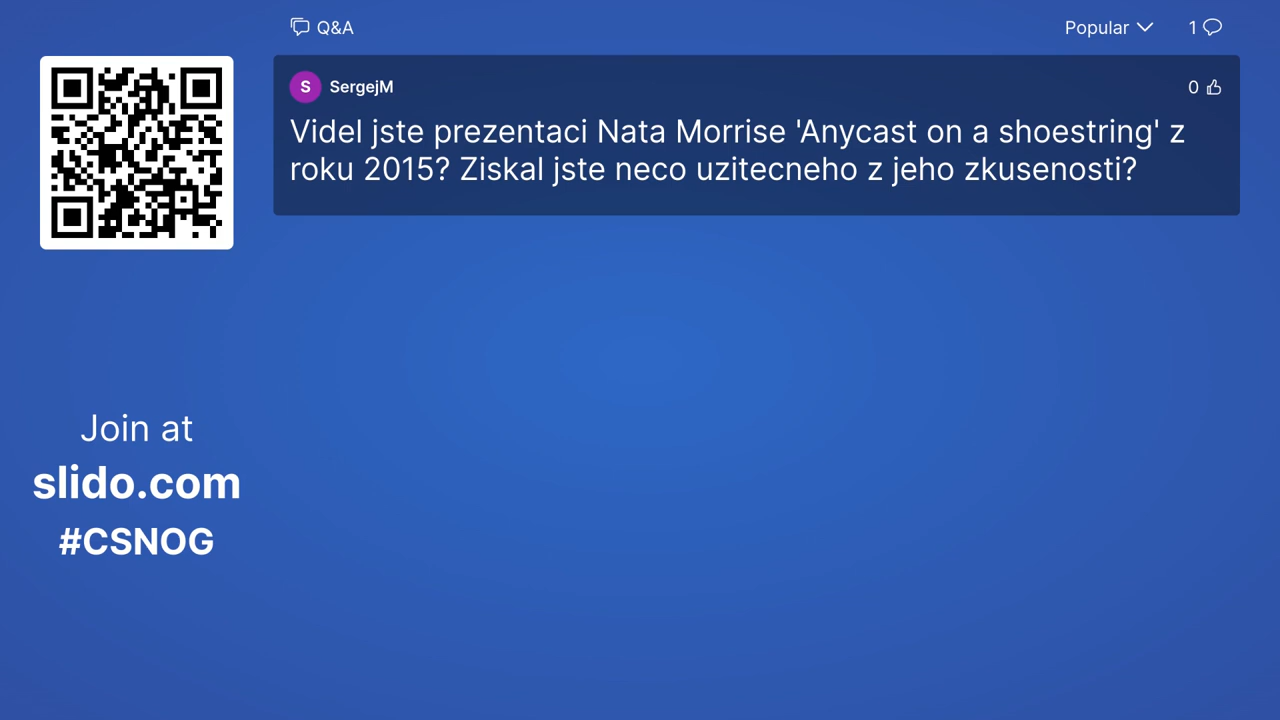 Q&A
Popular
1
S
SergejM
0
Videl jste prezentaci Nata Morrise 'Anycast on a shoestring' z
roku 2015? Ziskal jste neco uzitecneho z jeho zkusenosti?
Join at
slido.com
#CSNOG